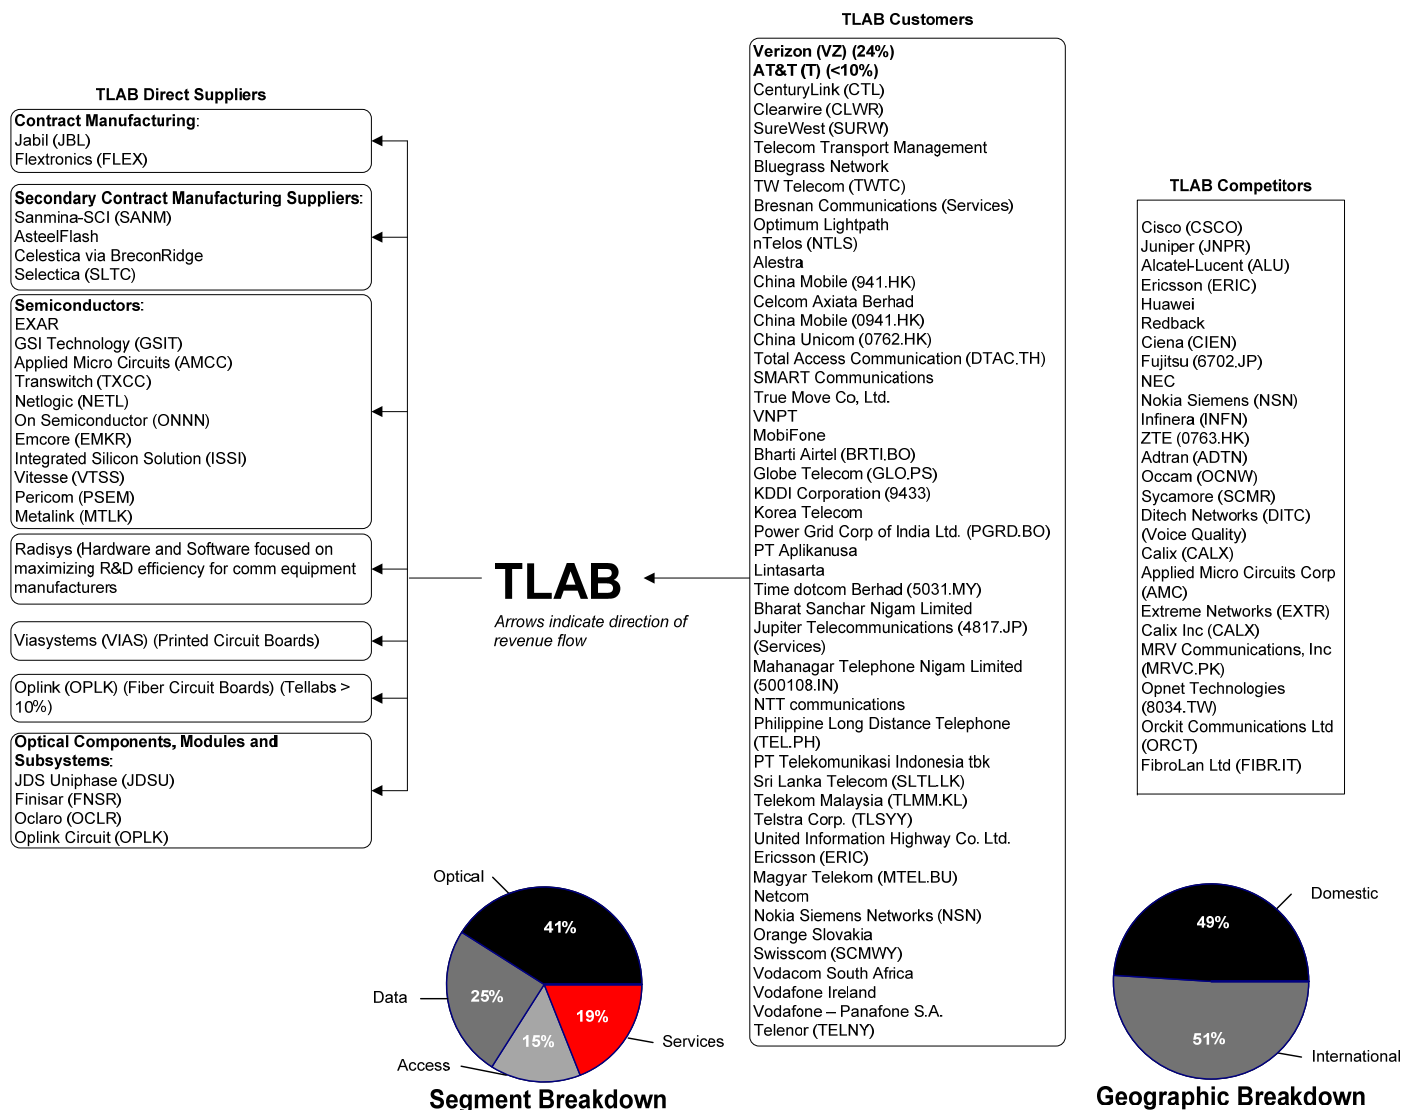 TLAB Customers
TLAB Direct Suppliers
Contract Manufacturing:
Jabil (JBL)
Flextronics (FLEX)
Secondary Contract Manufacturing Suppliers:
Sanmina-SCI (SANM)
AsteelFlash
Celestica via BreconRidge
Selectica (SLTC)
Semiconductors:
EXAR
GSI Technology (GSIT)
Applied Micro Circuits (AMCC)
Transwitch (TXCC)
Netlogic (NETL)
On Semiconductor (ONNN)
Emcore (EMKR)
Integrated Silicon Solution (ISSI)
Vitesse (VTSS)
Pericom (PSEM)
Metalink (MTLK)
Radisys (Hardware and Software focused on
maximizing R&D efficiency for comm equipment
manufacturers
Viasystems (VIAS) (Printed Circuit Boards)
Oplink (OPLK) (Fiber Circuit Boards) (Tellabs >
10%)
Optical Components, Modules and
Subsystems:
JDS Uniphase (JDSU)
Finisar (FNSR)
Oclaro (OCLR)
Oplink Circuit (OPLK)
TLAB
Arrows indicate direction of
revenue flow
Verizon (VZ) (24%)
AT&T (T) (<10%)
CenturyLink (CTL)
Clearwire (CLWR)
SureWest (SURW)
Telecom Transport Management
Bluegrass Network
TW Telecom (TWTC)
Bresnan Communications (Services)
Optimum Lightpath
nTelos (NTLS)
Alestra
China Mobile (941.HK)
Celcom Axiata Berhad
China Mobile (0941.HK)
China Unicom (0762.HK)
Total Access Communication (DTAC.TH)
SMART Communications
True Move Co, Ltd.
VNPT
MobiFone
Bharti Airtel (BRTI.BO)
Globe Telecom (GLO.PS)
KDDI Corporation (9433)
Korea Telecom
Power Grid Corp of India Ltd. (PGRD.BO)
PT Aplikanusa
Lintasarta
Time dotcom Berhad (5031.MY)
Bharat Sanchar Nigam Limited
Jupiter Telecommunications (4817.JP)
(Services)
Mahanagar Telephone Nigam Limited
(500108.IN)
NTT communications
Philippine Long Distance Telephone
(TEL.PH)
PT Telekomunikasi Indonesia tbk
Sri Lanka Telecom (SLTL.LK)
Telekom Malaysia (TLMM.KL)
Telstra Corp. (TLSYY)
United Information Highway Co. Ltd.
Ericsson (ERIC)
Magyar Telekom (MTEL.BU)
Netcom
Nokia Siemens Networks (NSN)
Orange Slovakia
Swisscom (SCMWY)
Vodacom South Africa
Vodafone Ireland
Vodafone – Panafone S.A.
Telenor (TELNY)
TLAB Competitors
Cisco (CSCO)
Juniper (JNPR)
Alcatel-Lucent (ALU)
Ericsson (ERIC)
Huawei
Redback
Ciena (CIEN)
Fujitsu (6702.JP)
NEC
Nokia Siemens (NSN)
Infinera (INFN)
ZTE (0763.HK)
Adtran (ADTN)
Occam (OCNW)
Sycamore (SCMR)
Ditech Networks (DITC)
(Voice Quality)
Calix (CALX)
Applied Micro Circuits Corp
(AMC)
Extreme Networks (EXTR)
Calix Inc (CALX)
MRV Communications, Inc
(MRVC.PK)
Opnet Technologies
(8034.TW)
Orckit Communications Ltd
(ORCT)
FibroLan Ltd (FIBR.IT)
Optical
41%
Data
25%
19%
15%
Services
Access
Segment Breakdown
Domestic
49%
51%
International
Geographic Breakdown